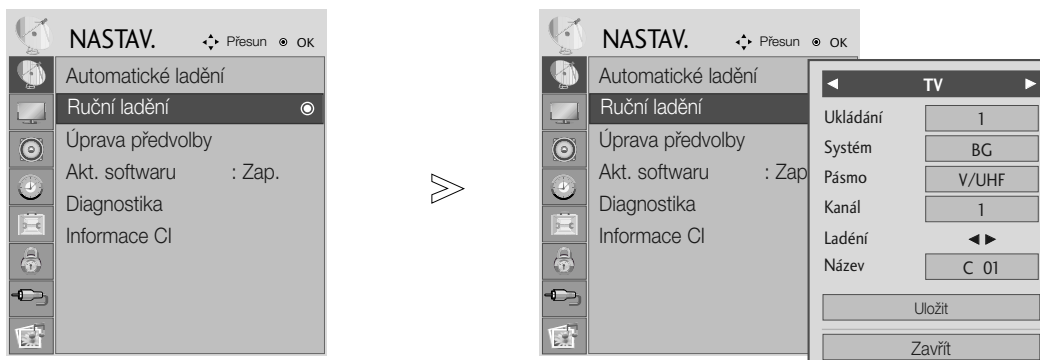 NASTAV. Přesun OK
Automatické ladění
Ruční ladění
Úprava předvolby
Akt. softwaru : Zap.
Diagnostika
Informace CI
NASTAV. Přesun OK
Automatické ladění
Ruční ladění
Úprava předvolby
Akt. softwaru : Zap
Diagnostika
Informace CI
TV
Ukládání 1
Systém BG
Pásmo V/UHF
Kanál 1
Ladéní
Název C 01
Uložit
Zavřít